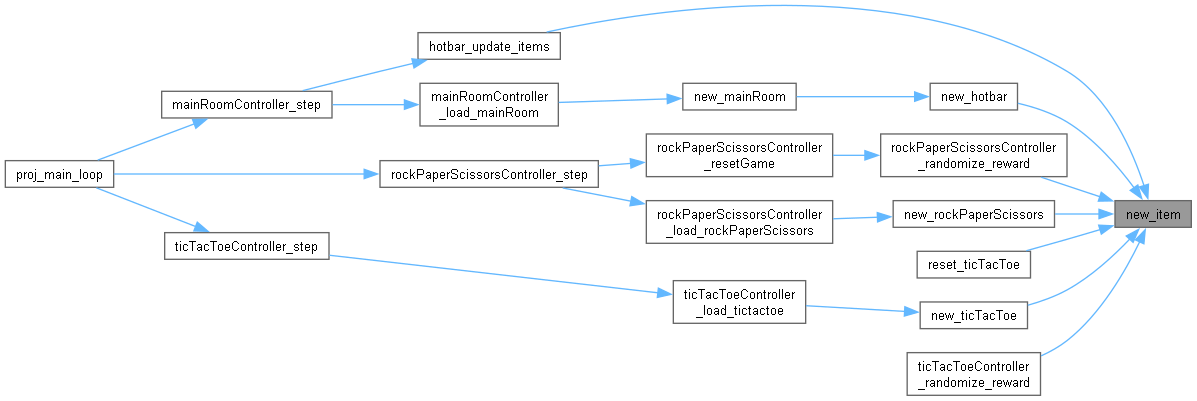 hotbar_update_items
mainRoomController_step
mainRoomController
_load_mainRoom
new_mainRoom
new_hotbar
proj_main_loop
rockPaperScissorsController_step
rockPaperScissorsController
_resetGame
rockPaperScissorsController
_randomize_reward
rockPaperScissorsController
_load_rockPaperScissors
new_rockPaperScissors
new_item
ticTacToeController_step
reset_ticTacToe
ticTacToeController
_load_tictactoe
new_ticTacToe
ticTacToeController
_randomize_reward